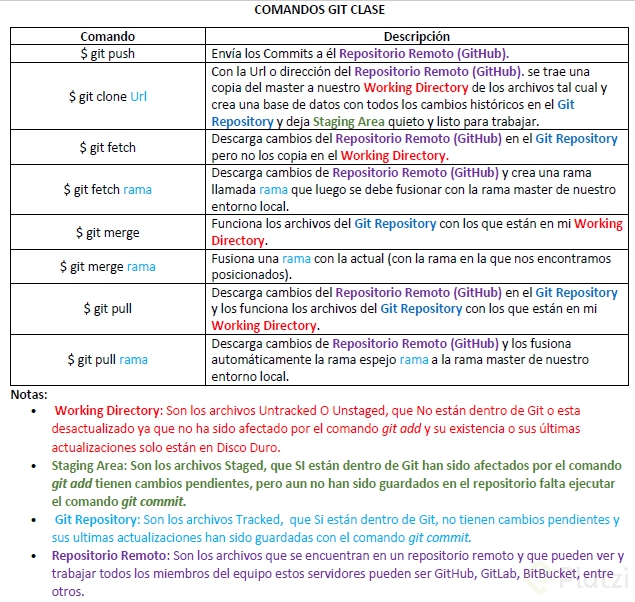 COMANDOS GIT CLASE
Comando
Descripción
$ git push
Envía los Commits a él Repositorio Remoto (GitHub).
$ git clone Url
Con la Url o dirección del Repositorio Remoto (GitHub). se trae una
copia del master a nuestro Working Directory de los archivos tal cual y
crea una base de datos con todos los cambios históricos en el Git
Repository y deja Staging Area quieto y listo para trabajar.
$ git fetch
Descarga cambios del Repositorio Remoto (GitHub) en el Git Repository
pero no los copia en el Working Directory.
$ git fetch rama
Descarga cambios de Repositorio Remoto (GitHub) y crea una rama
llamada rama que luego se debe fusionar con la rama master de nuestro
entorno local.
$ git merge
Funciona los archivos del Git Repository con los que están en mi Working
Directory.
$ git merge rama
Fusiona una rama con la actual (con la rama en la que nos encontramos
posicionados).
$ git pull
Descarga cambios del Repositorio Remoto (GitHub) en el Git Repository
y los funciona los archivos del Git Repository con los que están en mi
Working Directory.
$ git pull rama
Descarga cambios de Repositorio Remoto (GitHub) y los fusiona
automáticamente la rama espejo rama a la rama master de nuestro
entorno local.
Notas:
• Working Directory: Son los archivos Untracked O Unstaged, que No están dentro de Git o esta
desactualizado ya que no ha sido afectado por el comando git add y su existencia o sus últimas
actualizaciones solo están en Disco Duro.
• Staging Area: Son los archivos Staged, que SI están dentro de Git han sido afectados por el comando
git add tienen cambios pendientes, pero aun no han sido guardados en el repositorio falta ejecutar
el comando git commit.
• Git Repository: Son los archivos Tracked, que Si están dentro de Git, no tienen cambios pendientes y
sus ultimas actualizaciones han sido guardadas con el comando git commit.
• Repositorio Remoto: Son los archivos que se encuentran en un repositorio remoto y que pueden ver y
trabajar todos los miembros del equipo estos servidores pueden ser GitHub, GitLab, BitBucket, entre
otros.
Platzi